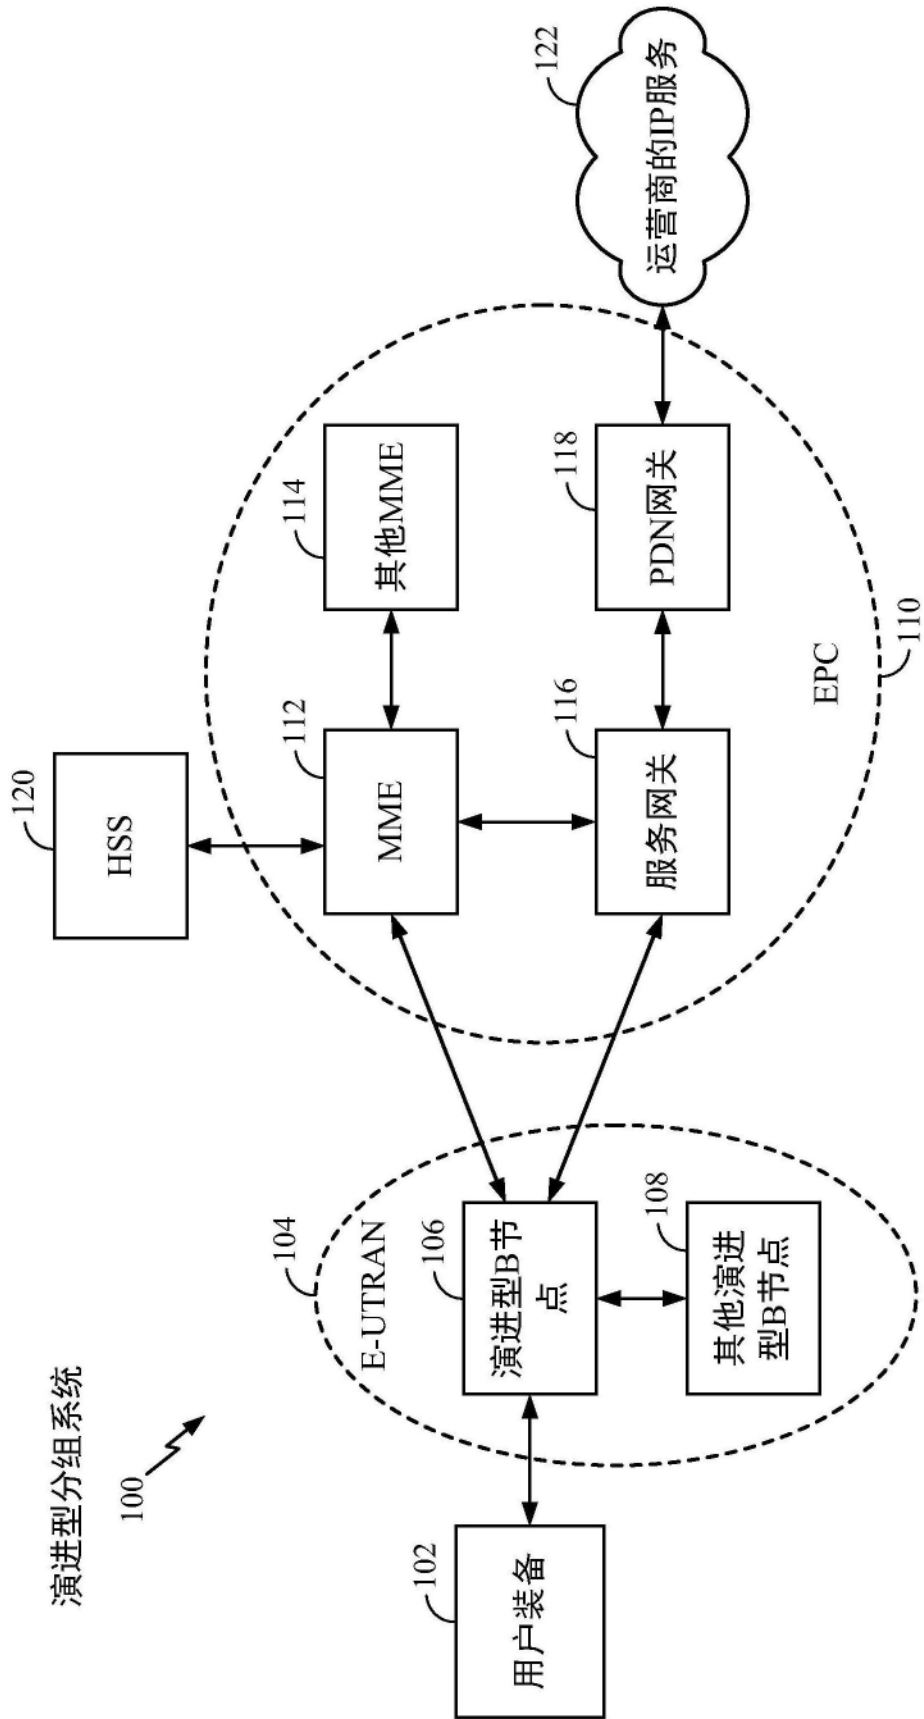 演进型分组系统
100
120
HSS
104
E-UTRAN
112
MME
114
其他MME
122
运营商的IP服务
102
用户装备
106
演进型B节
点
108
其他演进
型B节点
116
服务网关
118
PDN网关
EPC
110